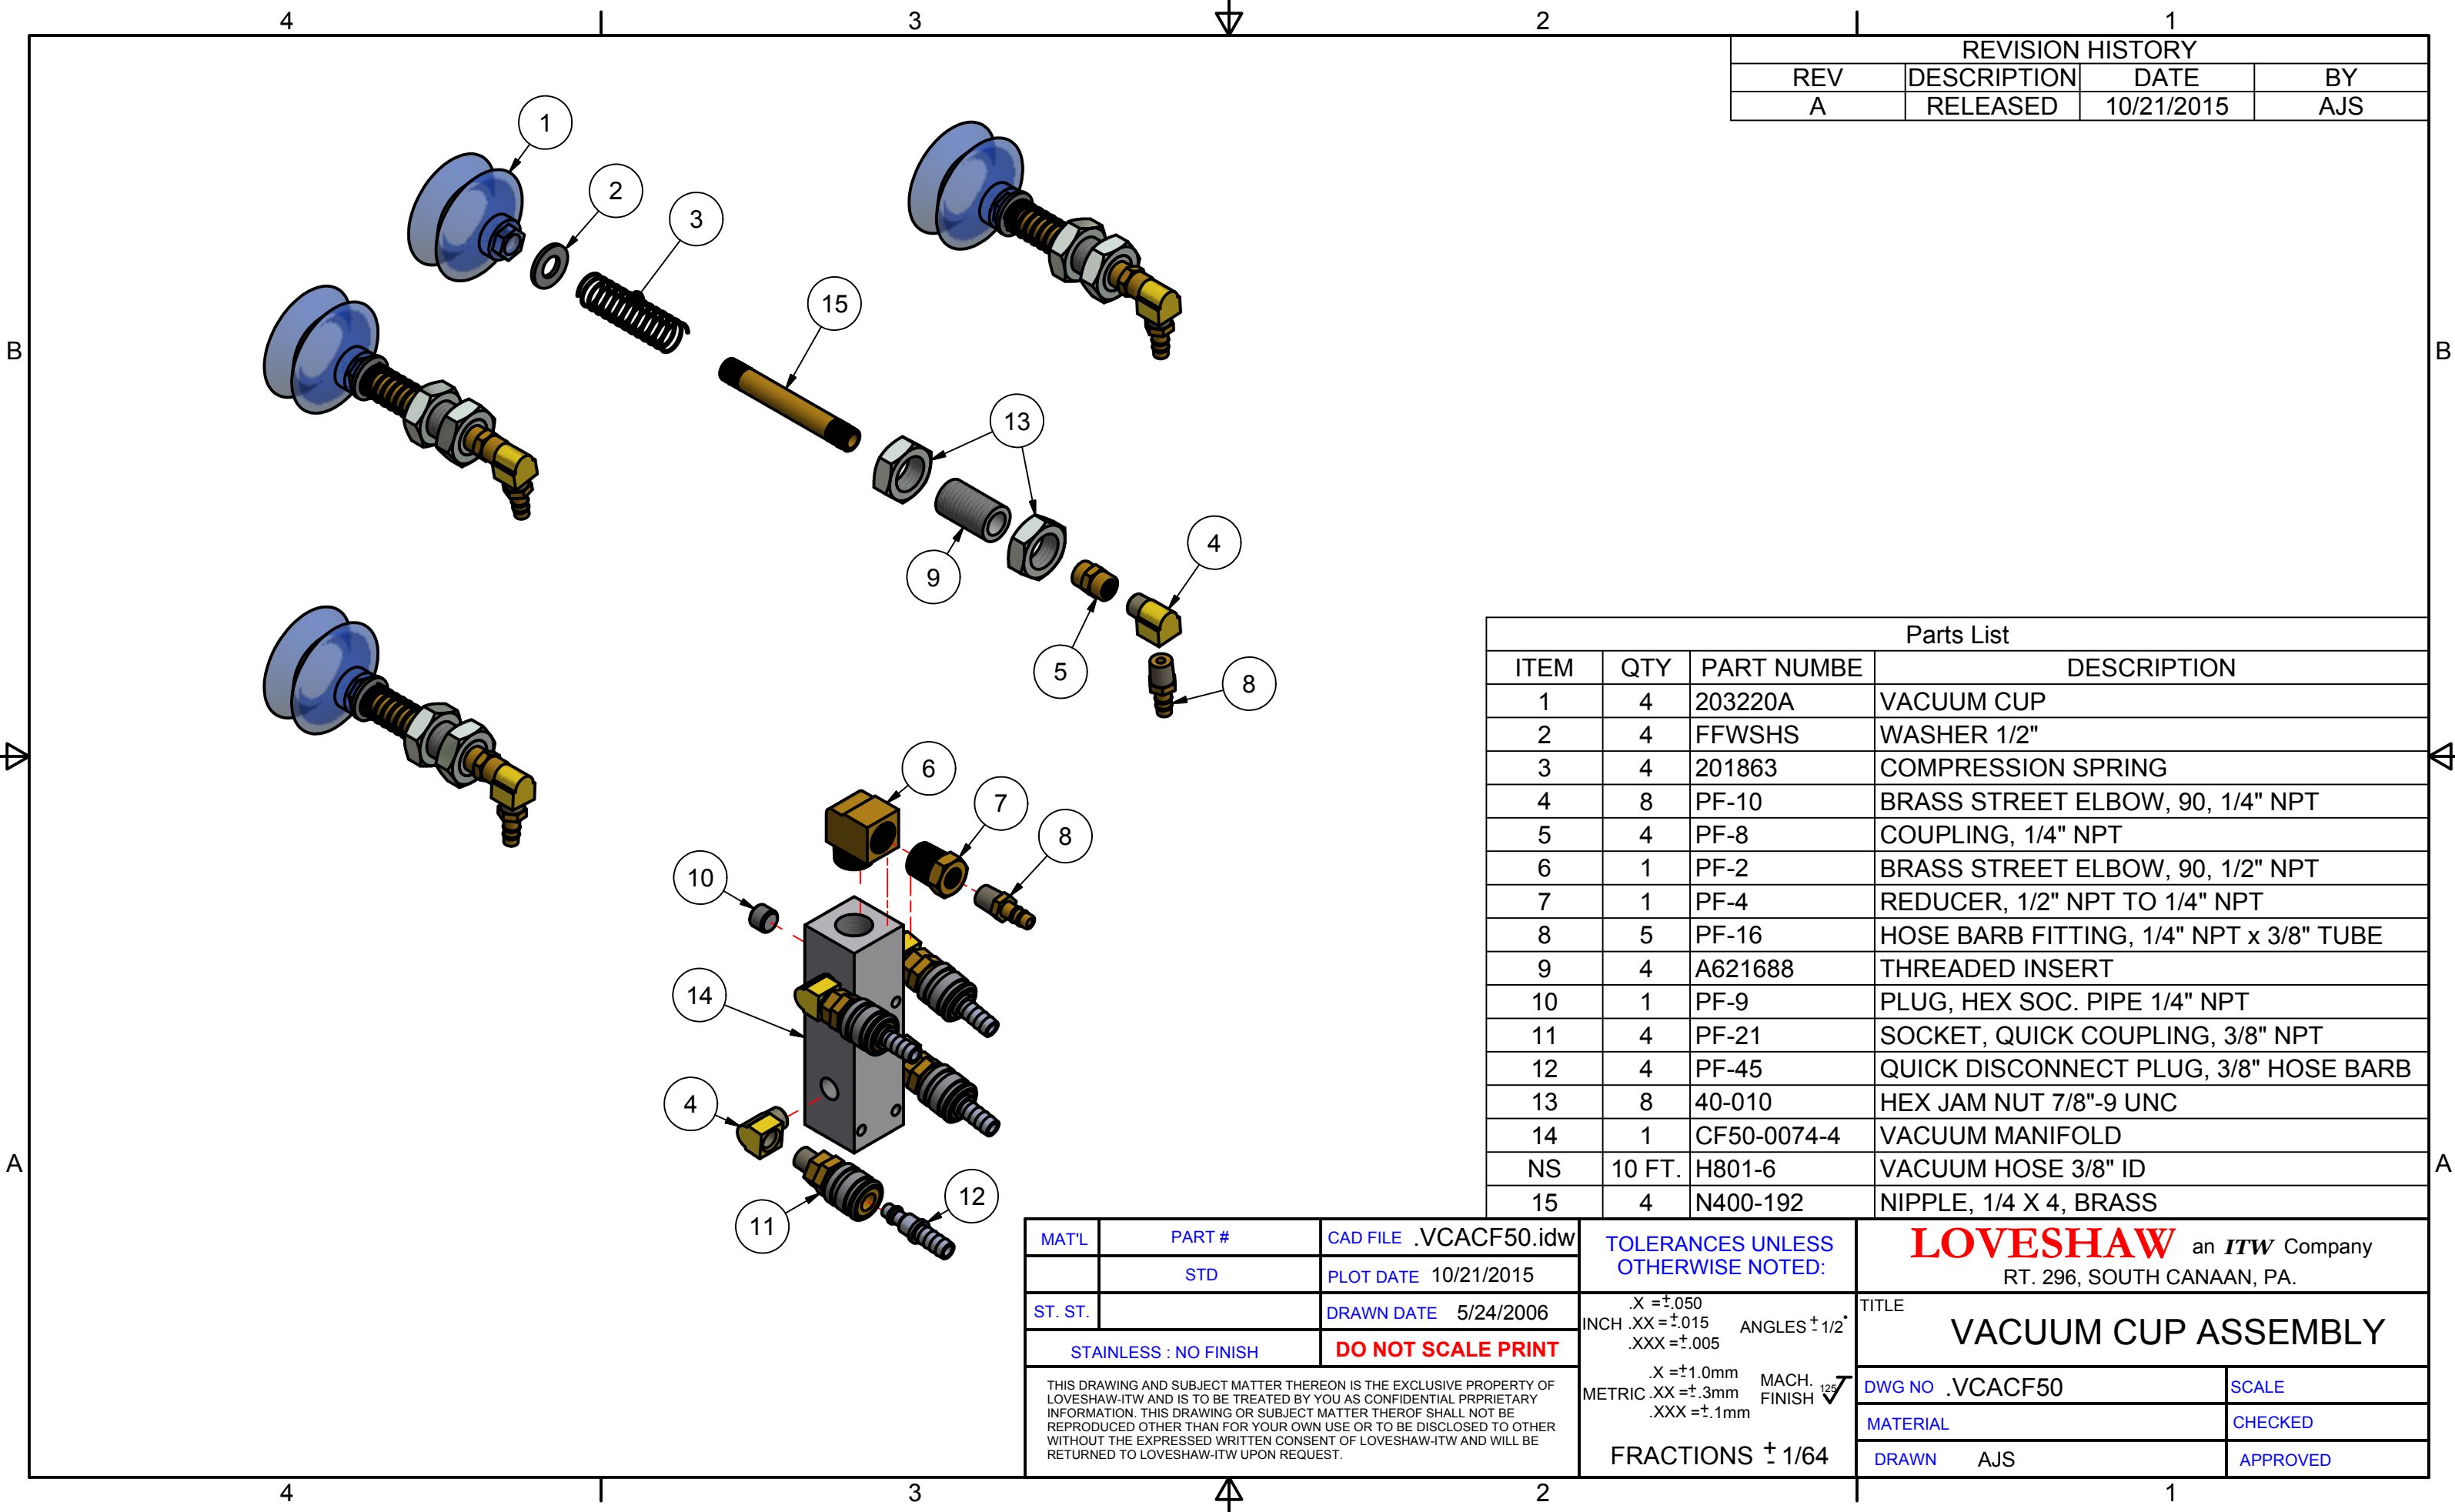 4 3 2 1
REVISION HISTORY
REV DESCRIPTION DATE BY
A RELEASED 10/21/2015 AJS
1
2
3
15
B B
13
9
4
5
8
6
7
8
10
14
4
11
12
A A
Parts List
ITEM QTY PART NUMBE DESCRIPTION
1 4 203220A VACUUM CUP
2 4 FFWSHS WASHER 1/2"
3 4 201863 COMPRESSION SPRING
4 8 PF-10 BRASS STREET ELBOW, 90, 1/4" NPT
5 4 PF-8 COUPLING, 1/4" NPT
6 1 PF-2 BRASS STREET ELBOW, 90, 1/2" NPT
7 1 PF-4 REDUCER, 1/2" NPT TO 1/4" NPT
8 5 PF-16 HOSE BARB FITTING, 1/4" NPT x 3/8" TUBE
9 4 A621688 THREADED INSERT
10 1 PF-9 PLUG, HEX SOC. PIPE 1/4" NPT
11 4 PF-21 SOCKET, QUICK COUPLING, 3/8" NPT
12 4 PF-45 QUICK DISCONNECT PLUG, 3/8" HOSE BARB
13 8 40-010 HEX JAM NUT 7/8"-9 UNC
14 1 CF50-0074-4 VACUUM MANIFOLD
NS 10 FT. H801-6 VACUUM HOSE 3/8" ID
15 4 N400-192 NIPPLE, 1/4 X 4, BRASS
MAT'L PART # CAD FILE .VCACF50.idw
STD PLOT DATE 10/21/2015
ST. ST. DRAWN DATE 5/24/2006
STAINLESS : NO FINISH DO NOT SCALE PRINT
THIS DRAWING AND SUBJECT MATTER THEREON IS THE EXCLUSIVE PROPERTY OF
LOVESHAW-ITW AND IS TO BE TREATED BY YOU AS CONFIDENTIAL PRPRIETARY
INFORMATION. THIS DRAWING OR SUBJECT MATTER THEROF SHALL NOT BE
REPRODUCED OTHER THAN FOR YOUR OWN USE OR TO BE DISCLOSED TO OTHER
WITHOUT THE EXPRESSED WRITTEN CONSENT OF LOVESHAW-ITW AND WILL BE
RETURNED TO LOVESHAW-ITW UPON REQUEST.
TOLERANCES UNLESS
OTHERWISE NOTED:
.X =±.050
INCH .XX =±.015 ANGLES ±1/2°
.XXX =±.005
.X =±1.0mm
METRIC .XX =±.3mm MACH. FINISH 125
.XXX =±.1mm
FRACTIONS ± 1/64
LOVESHAW an ITW Company
RT. 296, SOUTH CANAAN, PA.
TITLE
VACUUM CUP ASSEMBLY
DWG NO .VCACF50 SCALE
MATERIAL CHECKED
DRAWN AJS APPROVED
4 3 2 1